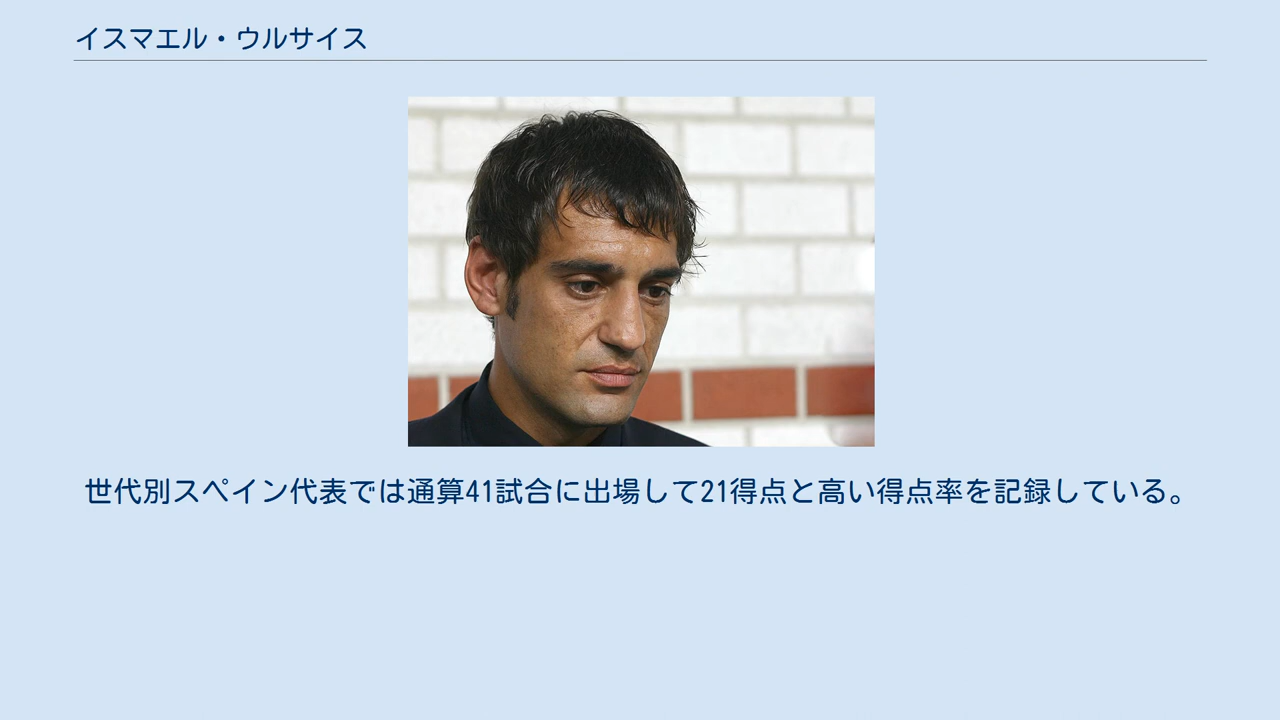 イスマエル・ウルサイス
世代別スペイン代表では通算41試合に出場して21得点と高い得点率を記録している。